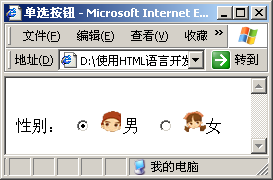 单选按钮 - Microsoft Internet E...
文件(F) 编辑(E) 查看(V) 收藏 »
地址(D) D:\使用HTML语言开发 转到
性别： 男 女
我的电脑